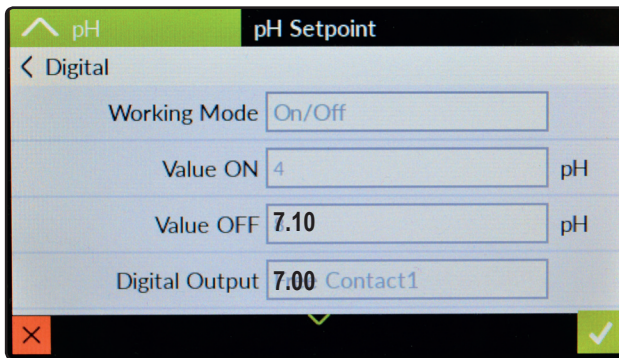 pH pH Setpoint
Digital
Working Mode On/Off
Value ON 4 pH
Value OFF 7.10 pH
Digital Output 7.00 Contact1